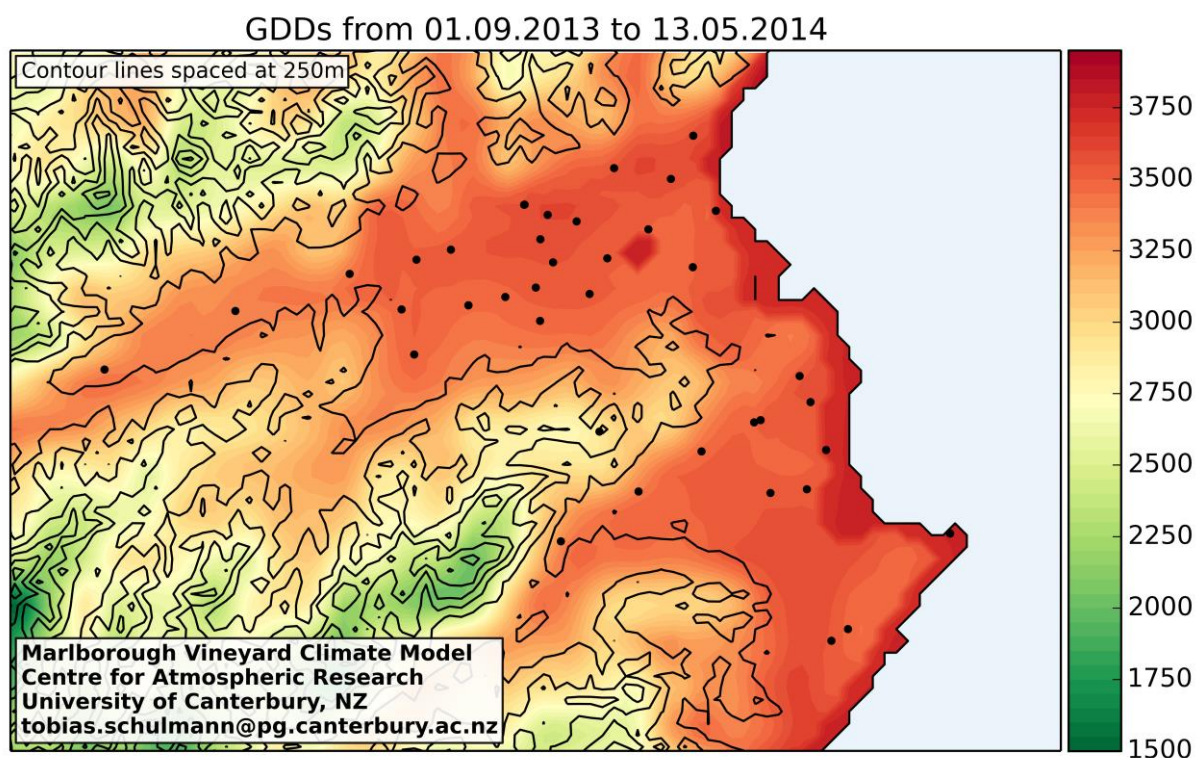 GDDs from 01.09.2013 to 13.05.2014
Contour lines spaced at 250m
3750
3500
3250
3000
2750
2500
2250
2000
1750
1500
Marlborough Vineyard Climate Model
Centre for Atmospheric Research
University of Canterbury, NZ
tobias.schulmann@pg.canterbury.ac.nz